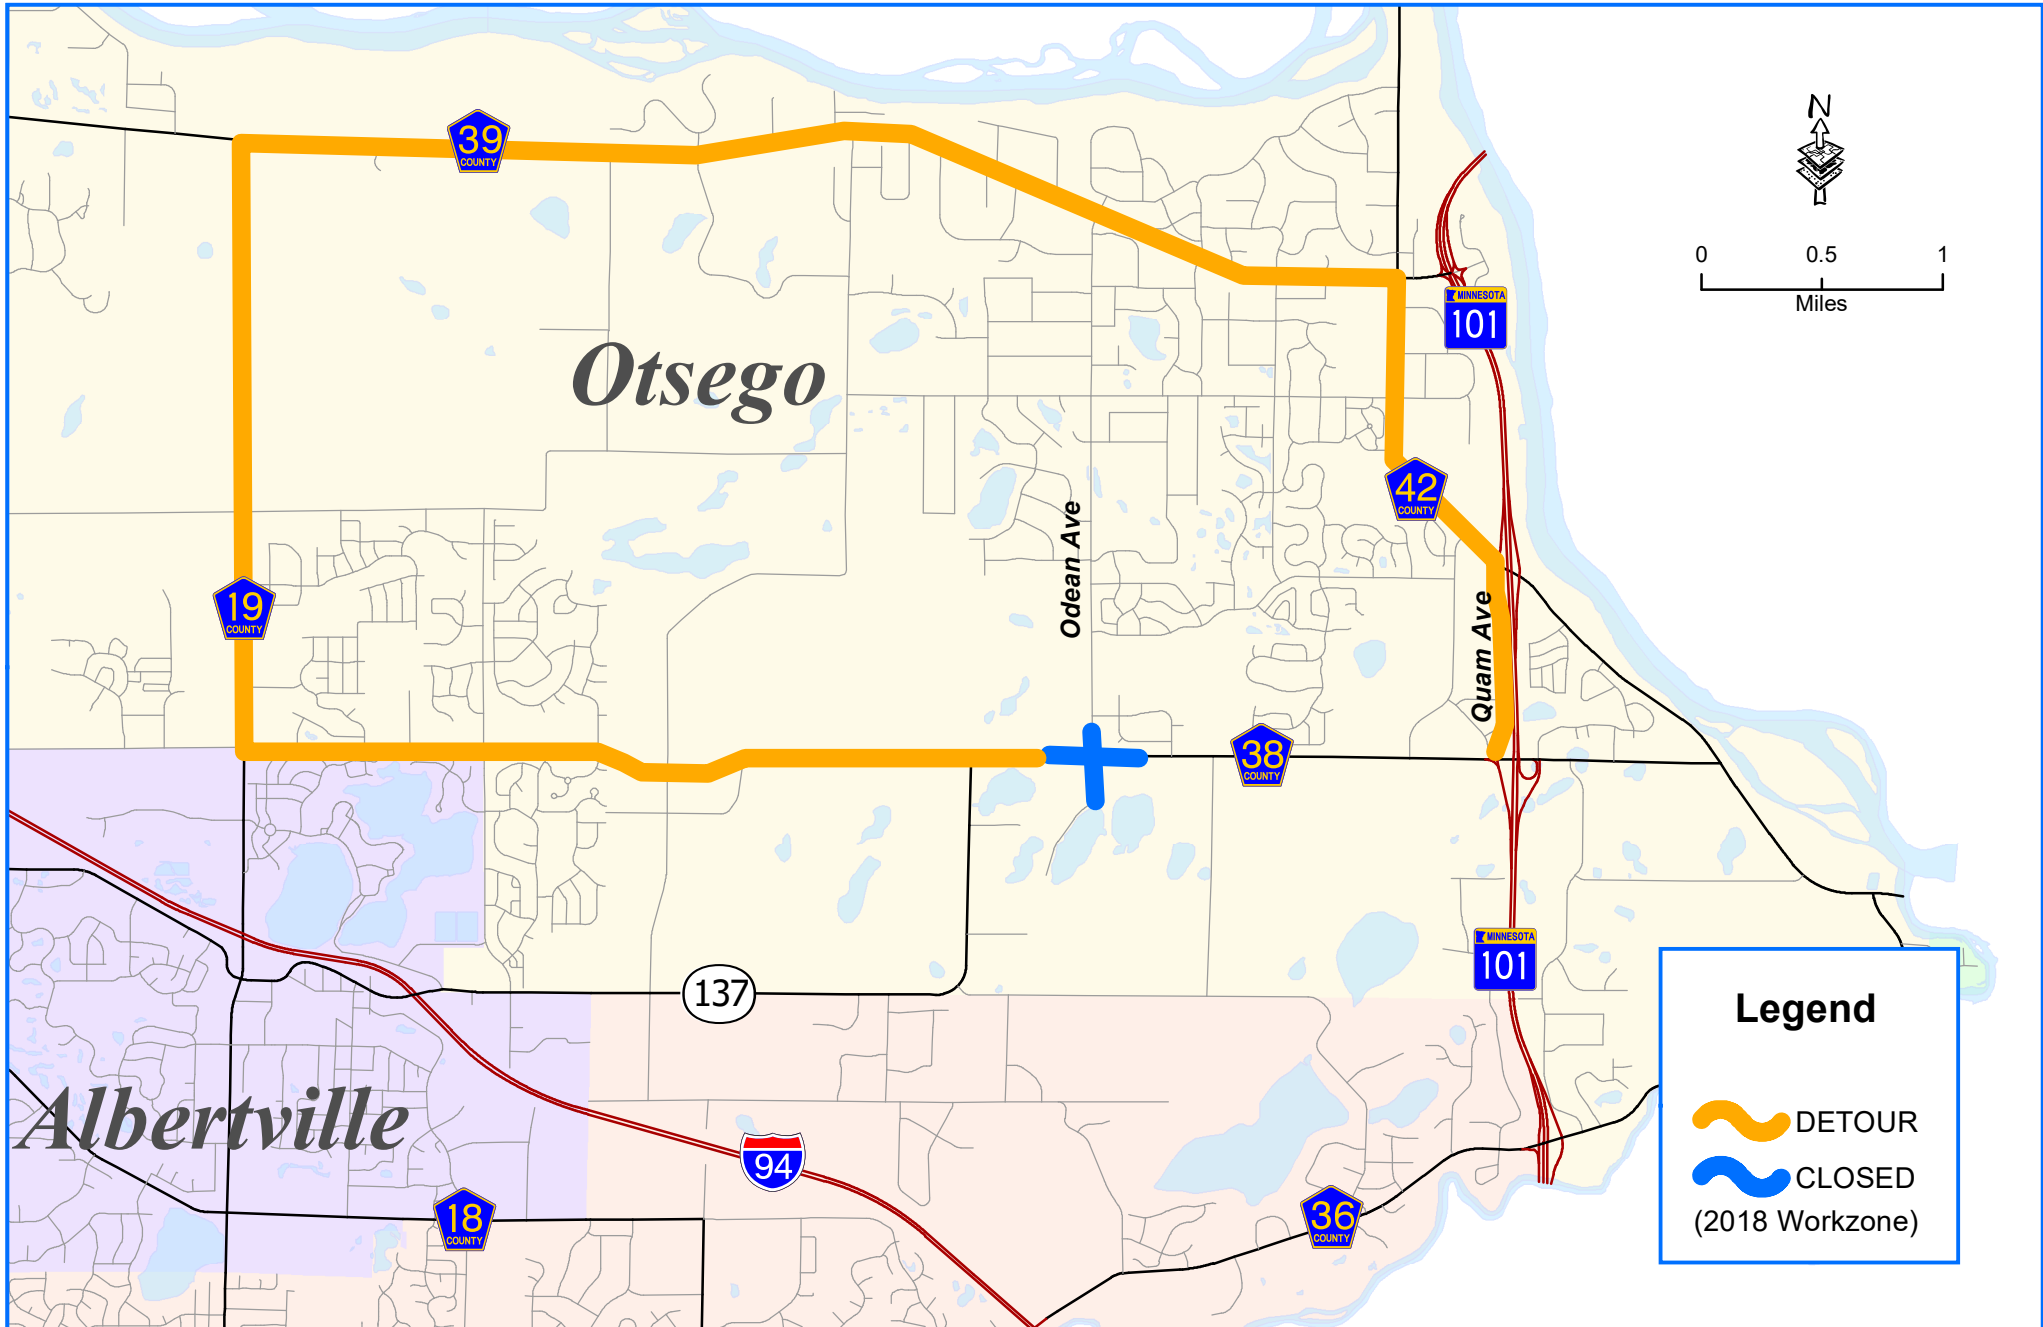 N
39
COUNTY
0 0.5 1
Miles
MINNESOTA
101
Otsego
42
COUNTY
Odean Ave
19
COUNTY
Quam Ave
38
COUNTY
MINNESOTA
101
137
Albertville
94
18
COUNTY
36
COUNTY
Legend
DETOUR
CLOSED
(2018 Workzone)